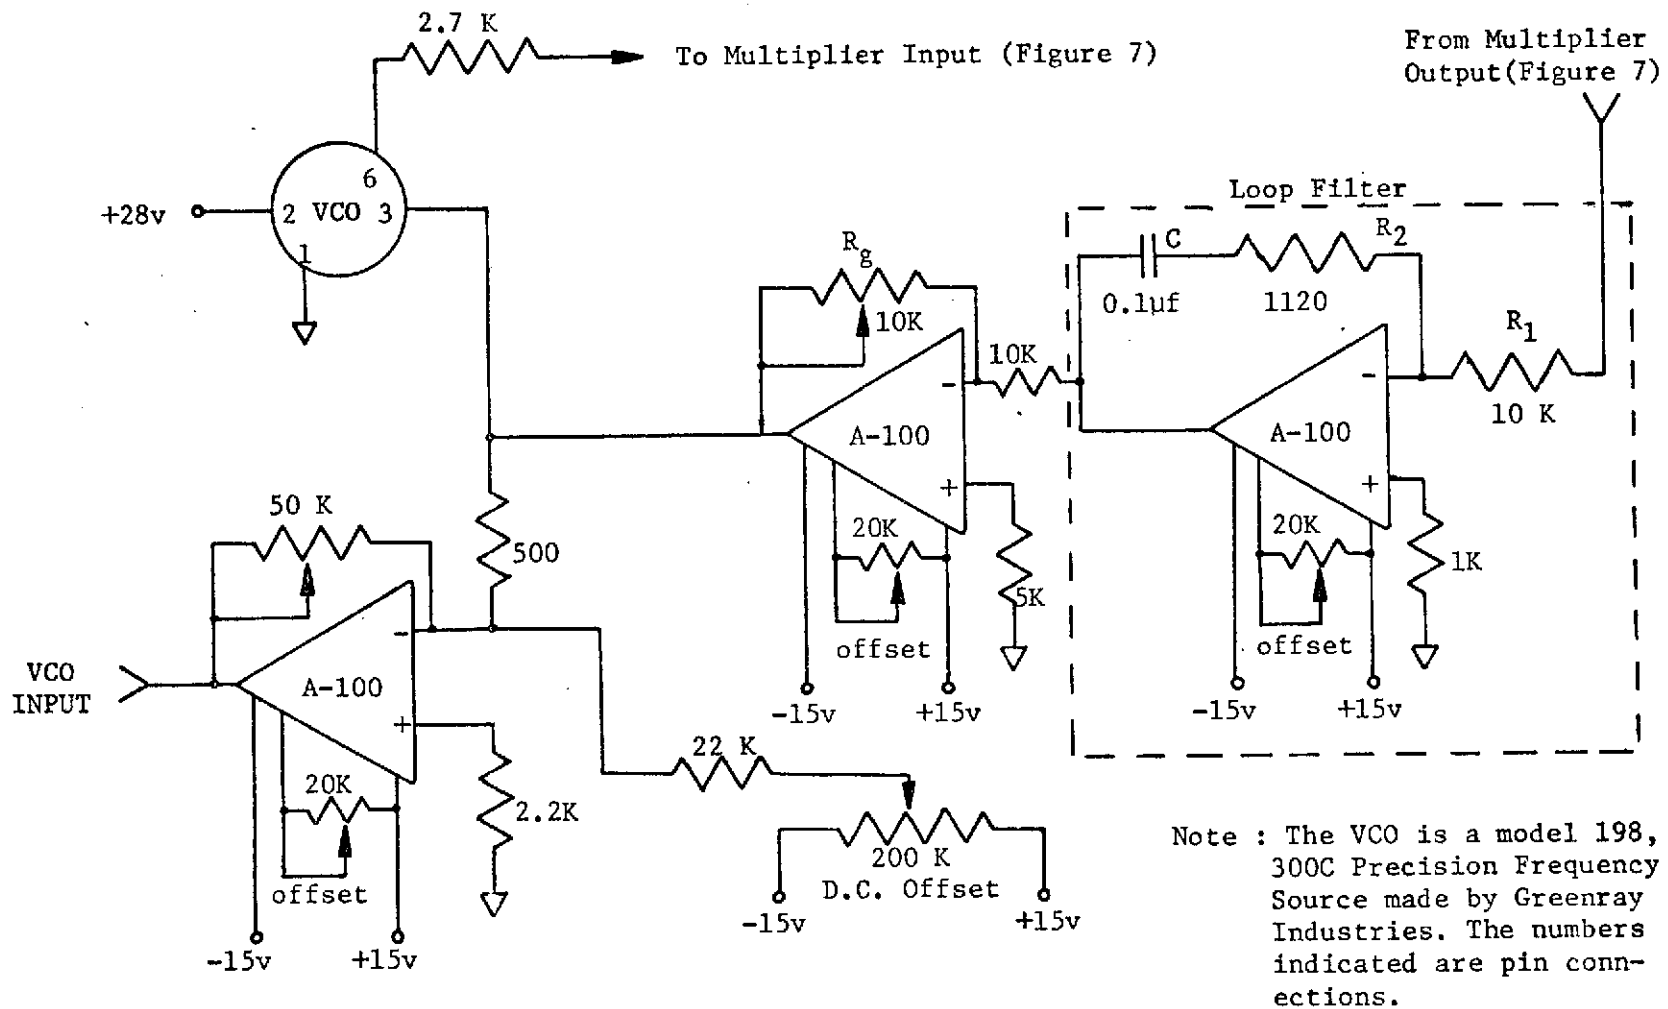 2.7 K
To Multiplier Input (Figure 7)
From Multiplier
Output(Figure 7)
6
+28v
2 VCO 3
1
Loop Filter
C
R2
0.1µf
1120
Rg
10K
10K
R1
10 K
-
-
A-100
A-100
+
+
20K
20K
5K
1K
offset
offset
-15v
+15v
-15v
+15v
50 K
500
-
VCO
INPUT
A-100
+
20K
2.2K
offset
-15v
+15v
22 K
200 K
D.C. Offset
-15v
+15v
Note : The VCO is a model 198,
300C Precision Frequency
Source made by Greenray
Industries. The numbers
indicated are pin conn-
ections.